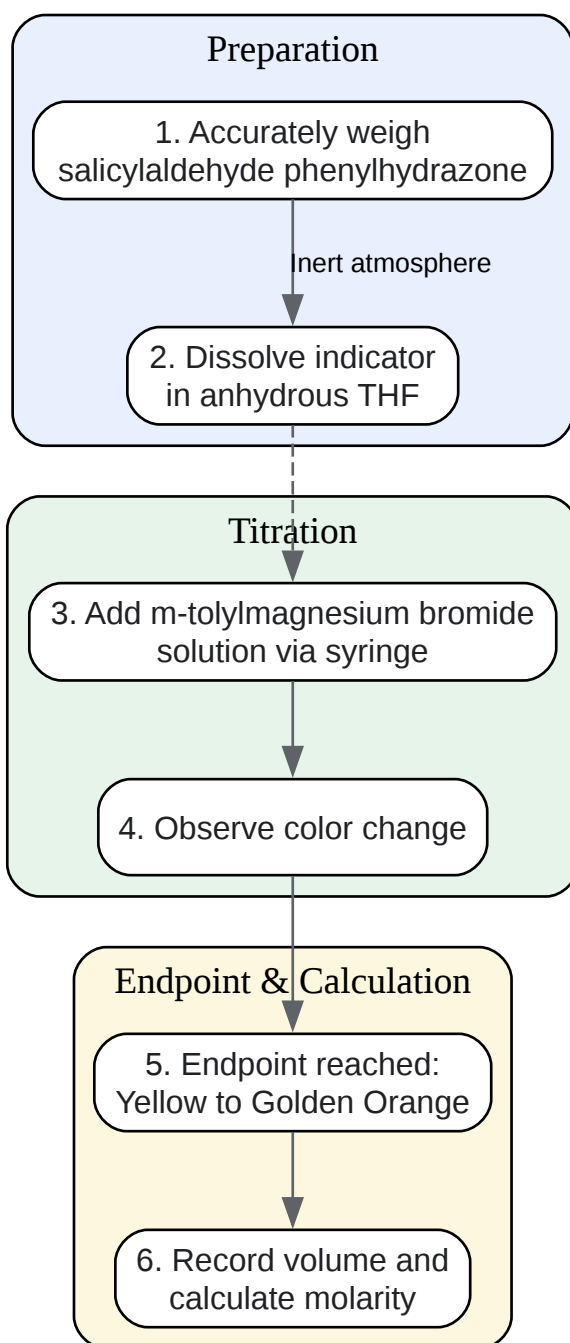 Preparation
1. Accurately weigh
salicylaldehyde phenylhydrazone
Inert atmosphere
2. Dissolve indicator
in anhydrous THF
Titration
3. Add m-tolylmagnesium bromide
solution via syringe
4. Observe color change
Endpoint & Calculation
5. Endpoint reached:
Yellow to Golden Orange
6. Record volume and
calculate molarity